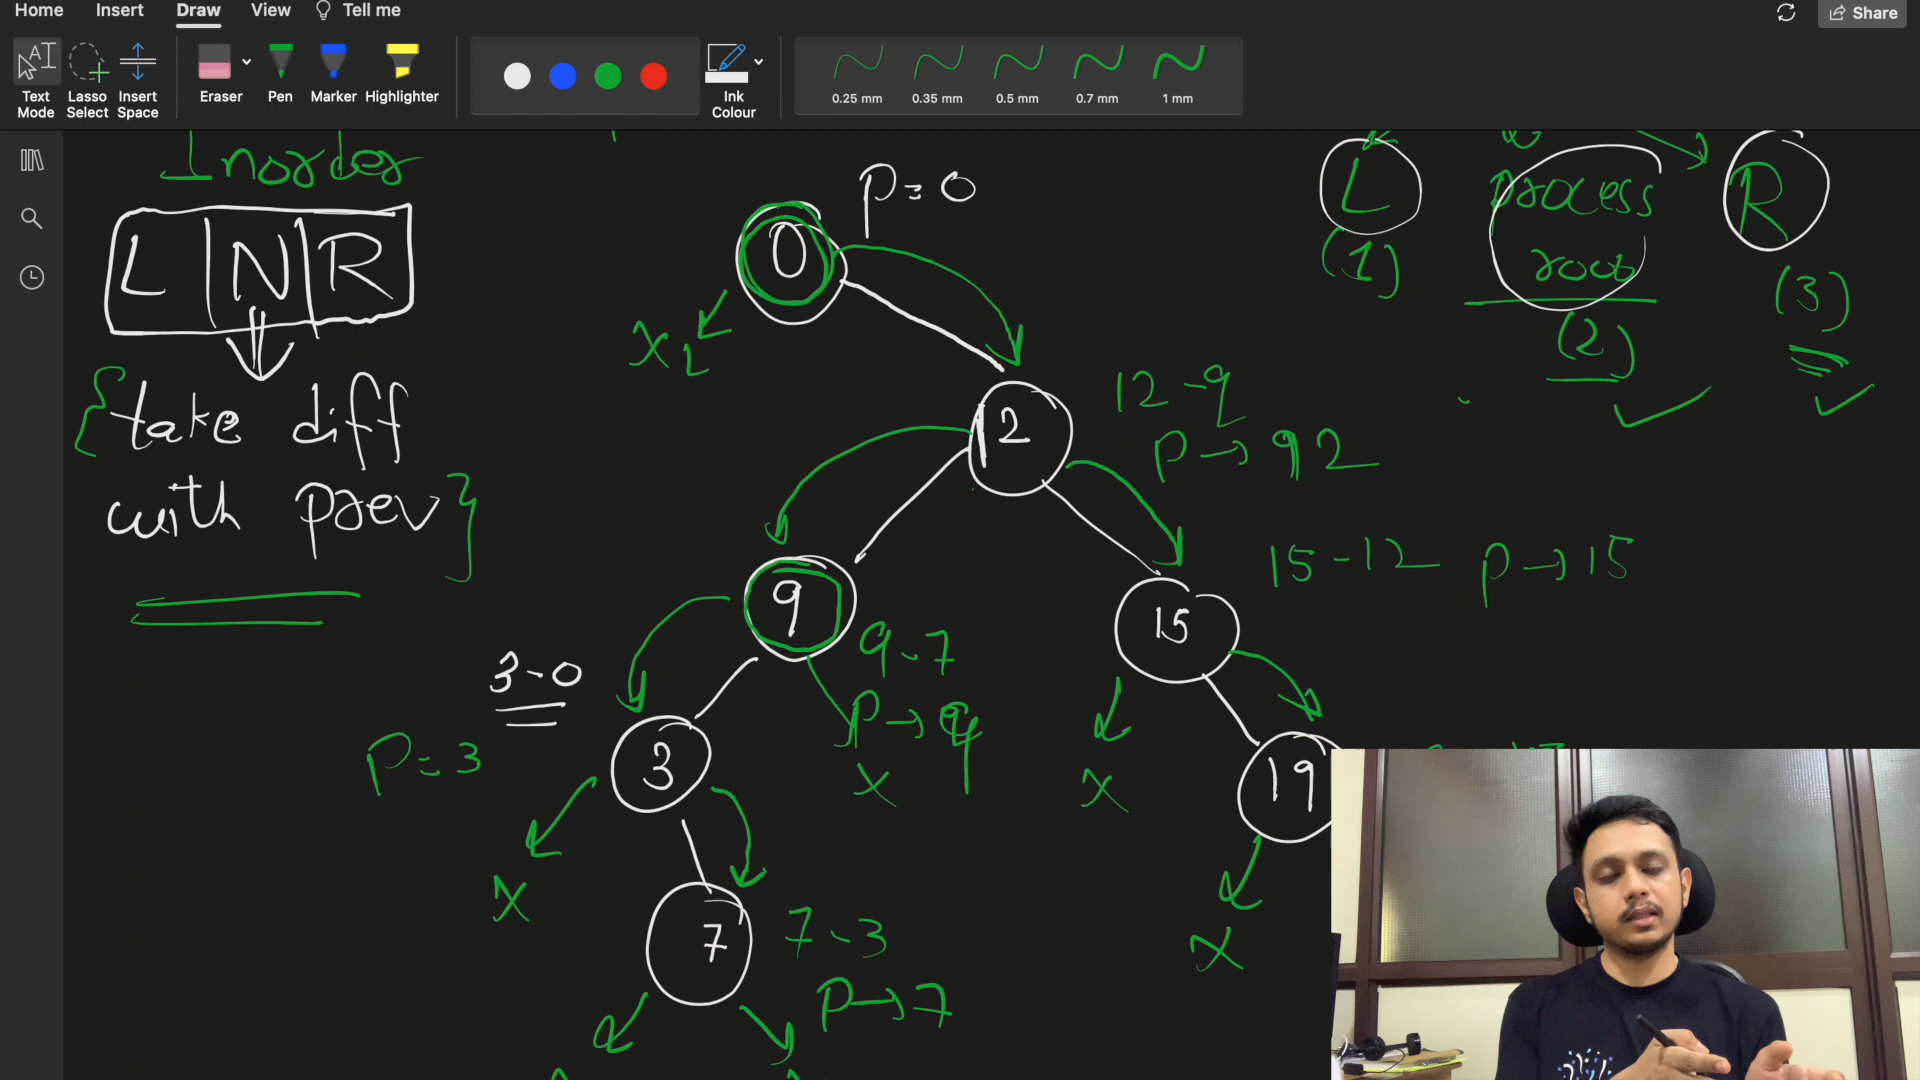 Home Insert Draw View Tell me Share
Text Mode
Lasso Select
Insert Space
Eraser
Pen
Marker
Highlighter
Ink Colour
0.25 mm
0.35 mm
0.5 mm
0.7 mm
1 mm
Inorder
L N R
take diff
with prev
P=0
0
x
12
12-9
9
9-7
15
15-12 P→15
3-0
P=3
3
x
x
x
7
7-3
P→7
19
x
L
(1)
process
root
(2)
R
(3)